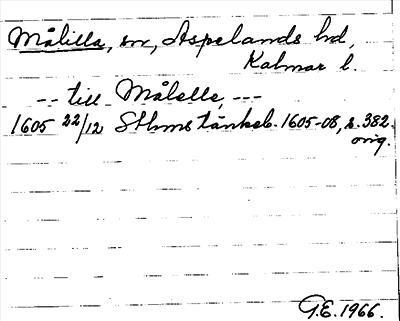 Målilla, sn, Aspelands hd,
Kalmar l.
-- till Målelle, ---
1605 22/12 Sthms tänkeb. 1605-08, s. 382.
orig.
G.E. 1966.